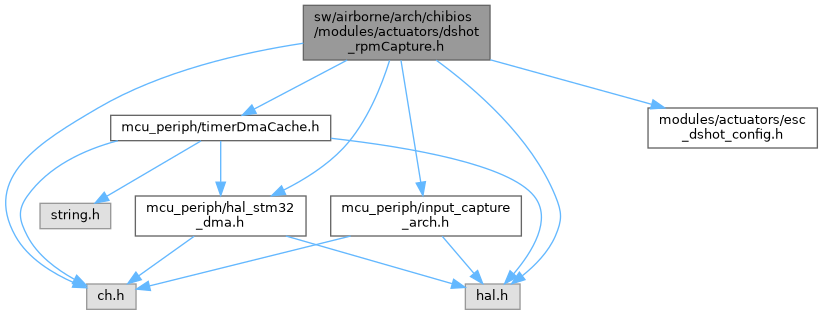 sw/airborne/arch/chibios
/modules/actuators/dshot
_rpmCapture.h
mcu_periph/timerDmaCache.h
modules/actuators/esc
_dshot_config.h
string.h
mcu_periph/hal_stm32
_dma.h
mcu_periph/input_capture
_arch.h
ch.h
hal.h